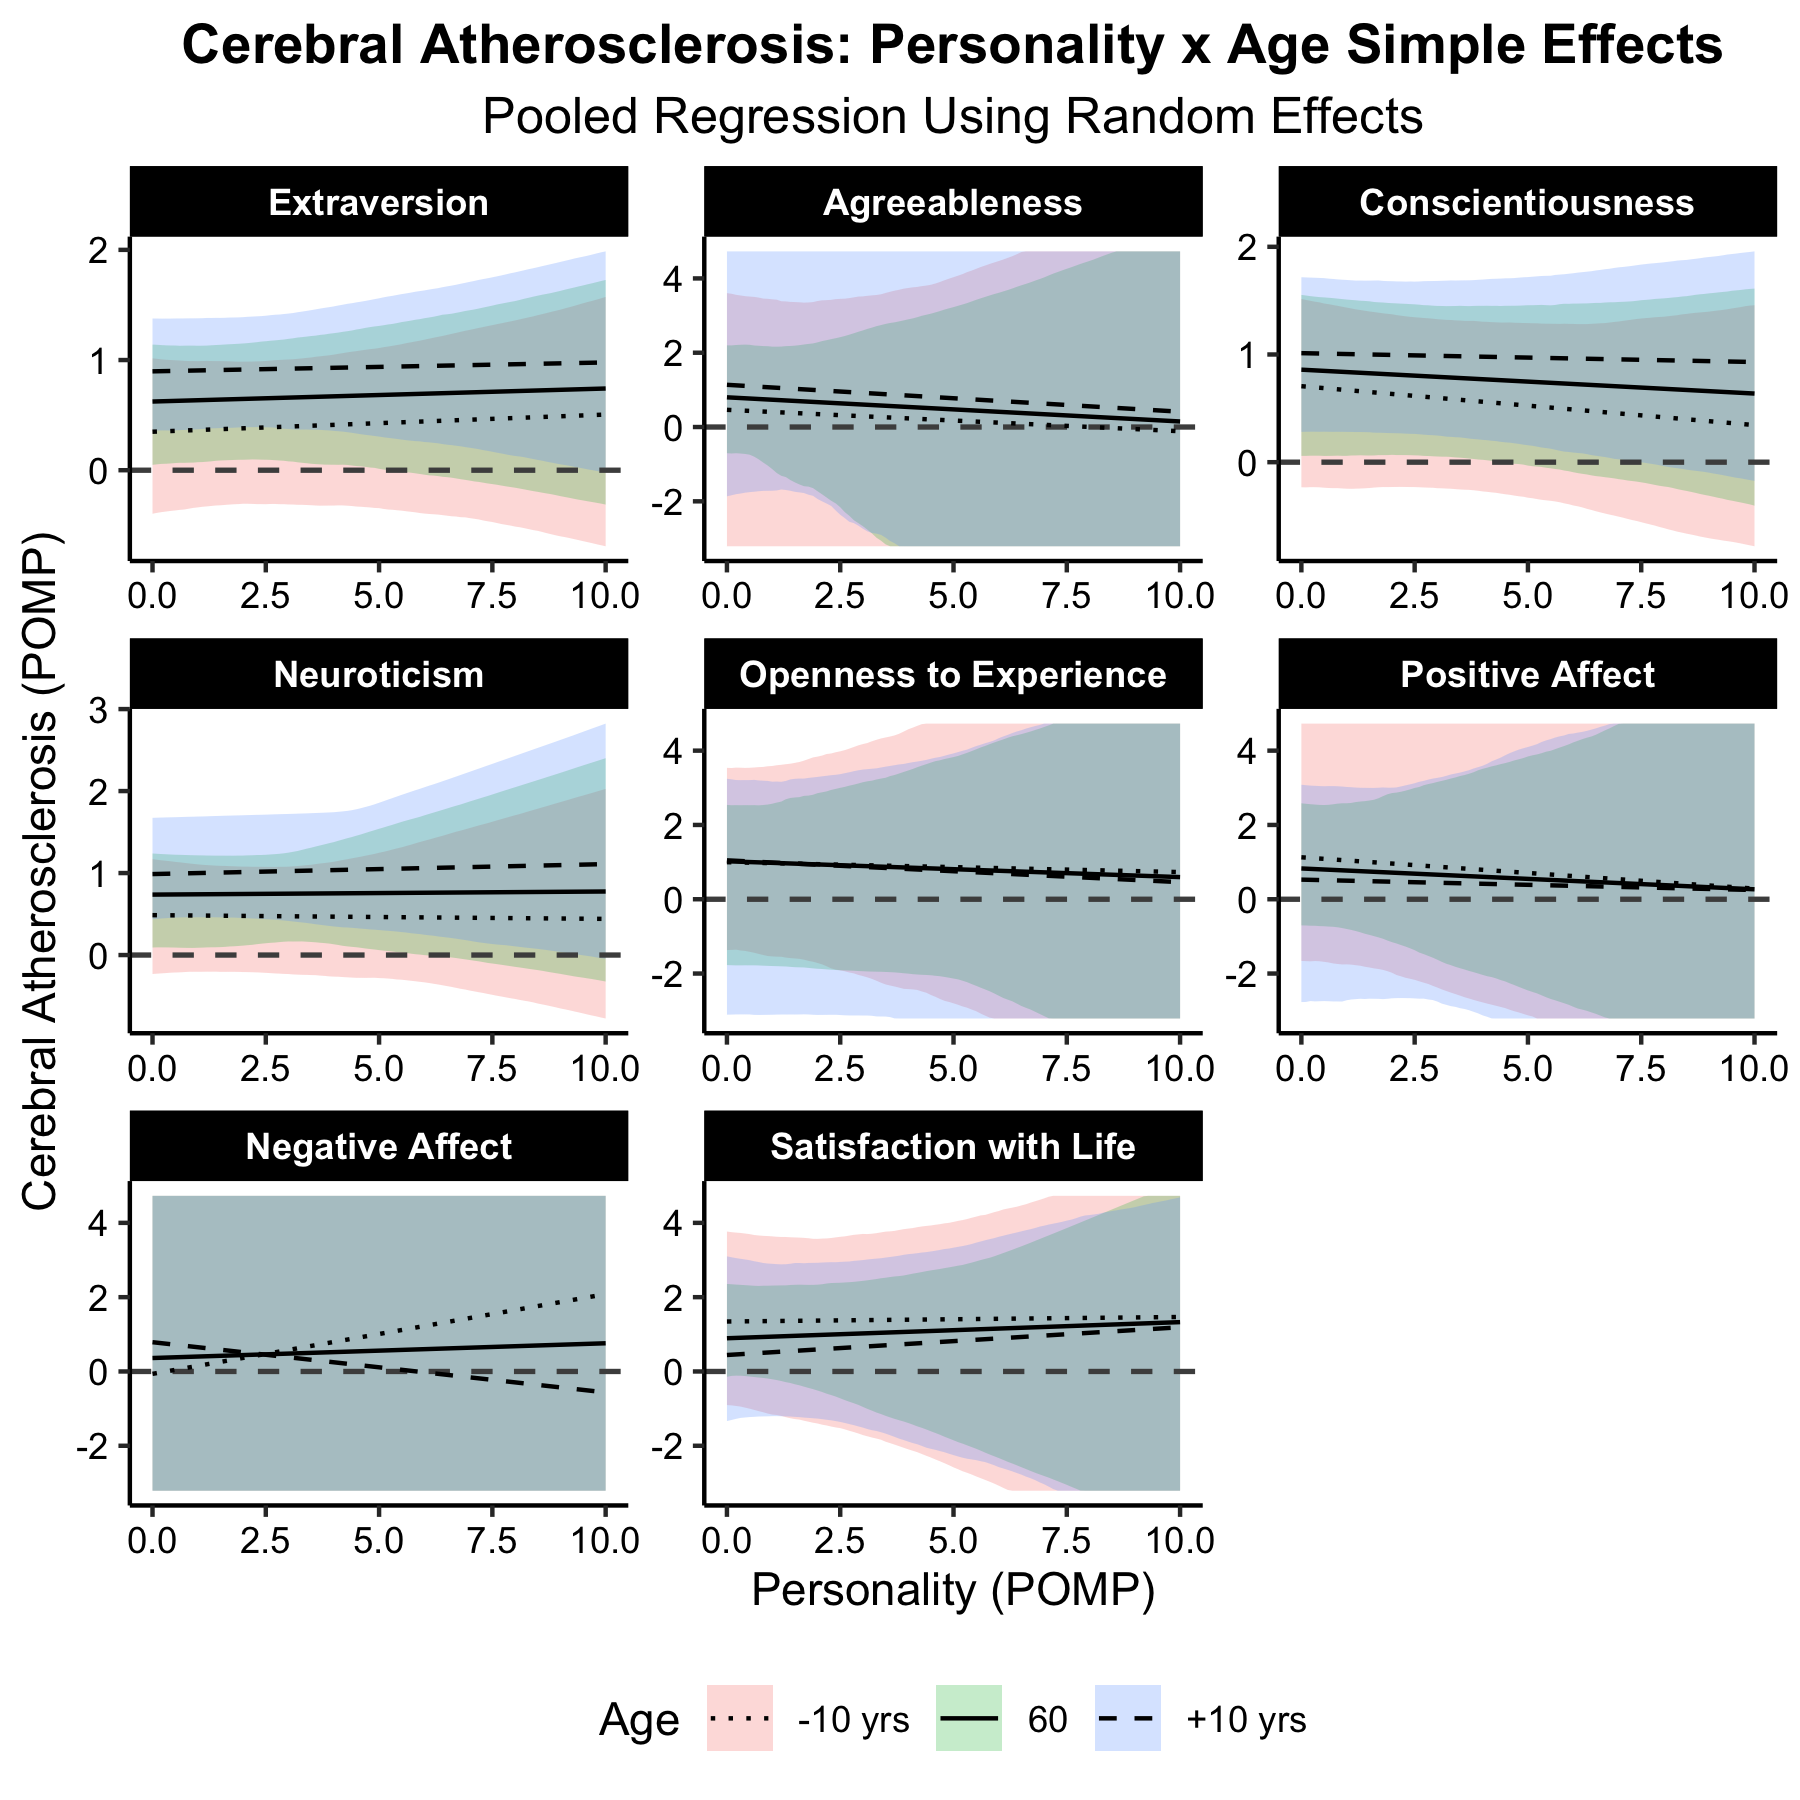 Cerebral Atherosclerosis: Personality x Age Simple Effects
Pooled Regression Using Random Effects
Extraversion
Agreeableness
Conscientiousness
2
1
0
4
2
0
-2
2
1
0
0.0 2.5 5.0 7.5 10.0
0.0 2.5 5.0 7.5 10.0
0.0 2.5 5.0 7.5 10.0
Cerebral Atherosclerosis (POMP)
Neuroticism
Openness to Experience
Positive Affect
3
2
1
0
4
2
0
-2
4
2
0
-2
0.0 2.5 5.0 7.5 10.0
0.0 2.5 5.0 7.5 10.0
0.0 2.5 5.0 7.5 10.0
Negative Affect
Satisfaction with Life
4
2
0
-2
4
2
0
-2
0.0 2.5 5.0 7.5 10.0
0.0 2.5 5.0 7.5 10.0
Personality (POMP)
Age -10 yrs 60 +10 yrs